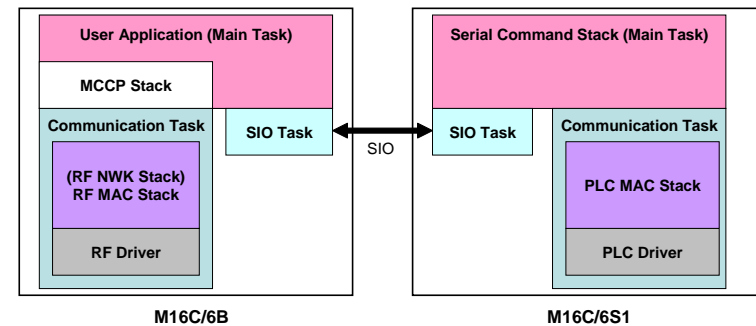 User Application (Main Task)
MCCP Stack
Communication Task
SIO Task
(RF NWK Stack)
RF MAC Stack
RF Driver
M16C/6B
SIO
Serial Command Stack (Main Task)
SIO Task
Communication Task
PLC MAC Stack
PLC Driver
M16C/6S1